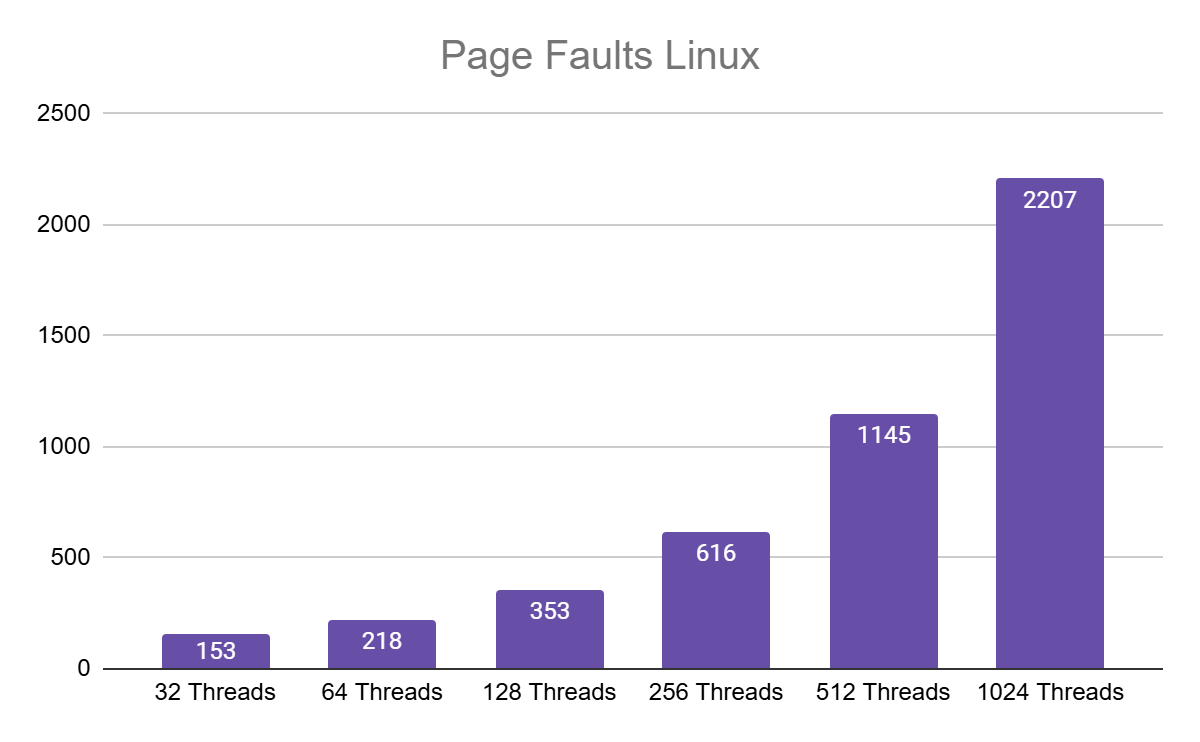 Page Faults Linux
2500
2000
1500
1000
500
0
153
218
353
616
1145
2207
32 Threads
64 Threads
128 Threads
256 Threads
512 Threads
1024 Threads